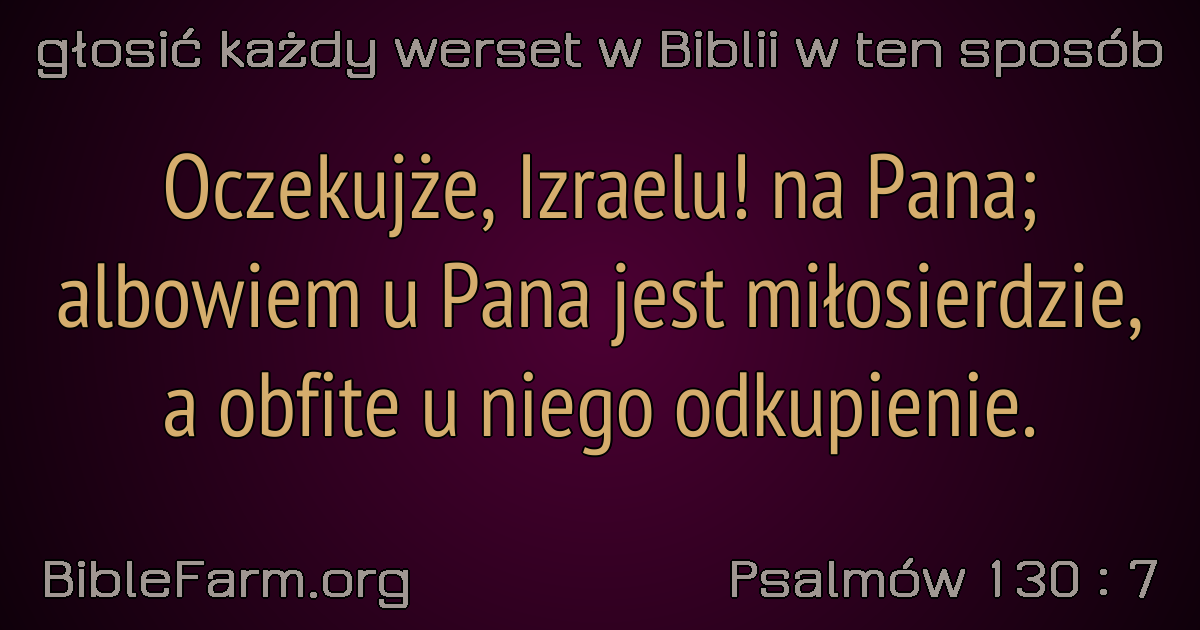 głosić każdy werset w Biblii w ten sposób
Oczekujże, Izraelu! na Pana;
albowiem u Pana jest miłosierdzie,
a obfite u niego odkupienie.
BibleFarm.org
Psalmów 130 : 7